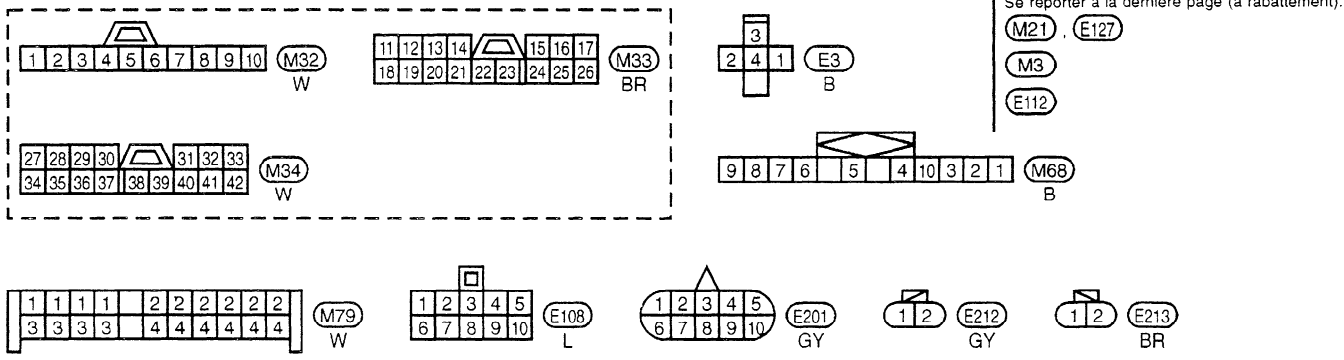 Se reporter à la dernière page (à rabattement).
M21 , E127
M3
E112
1 2 3 4 5 6 7 8 9 10 M32
W
11 12 13 14 15 16 17
18 19 20 21 22 23 24 25 26 M33
BR
3
2 4 1 E3
B
27 28 29 30 31 32 33
34 35 36 37 38 39 40 41 42 M34
W
9 8 7 6 5 4 10 3 2 1 M68
B
1 1 1 1 2 2 2 2 2 2
3 3 3 3 4 4 4 4 4 4 M79
W
1 2 3 4 5
6 7 8 9 10 E108
L
1 2 3 4 5
6 7 8 9 10 E201
GY
1 2 E212
GY
1 2 E213
BR